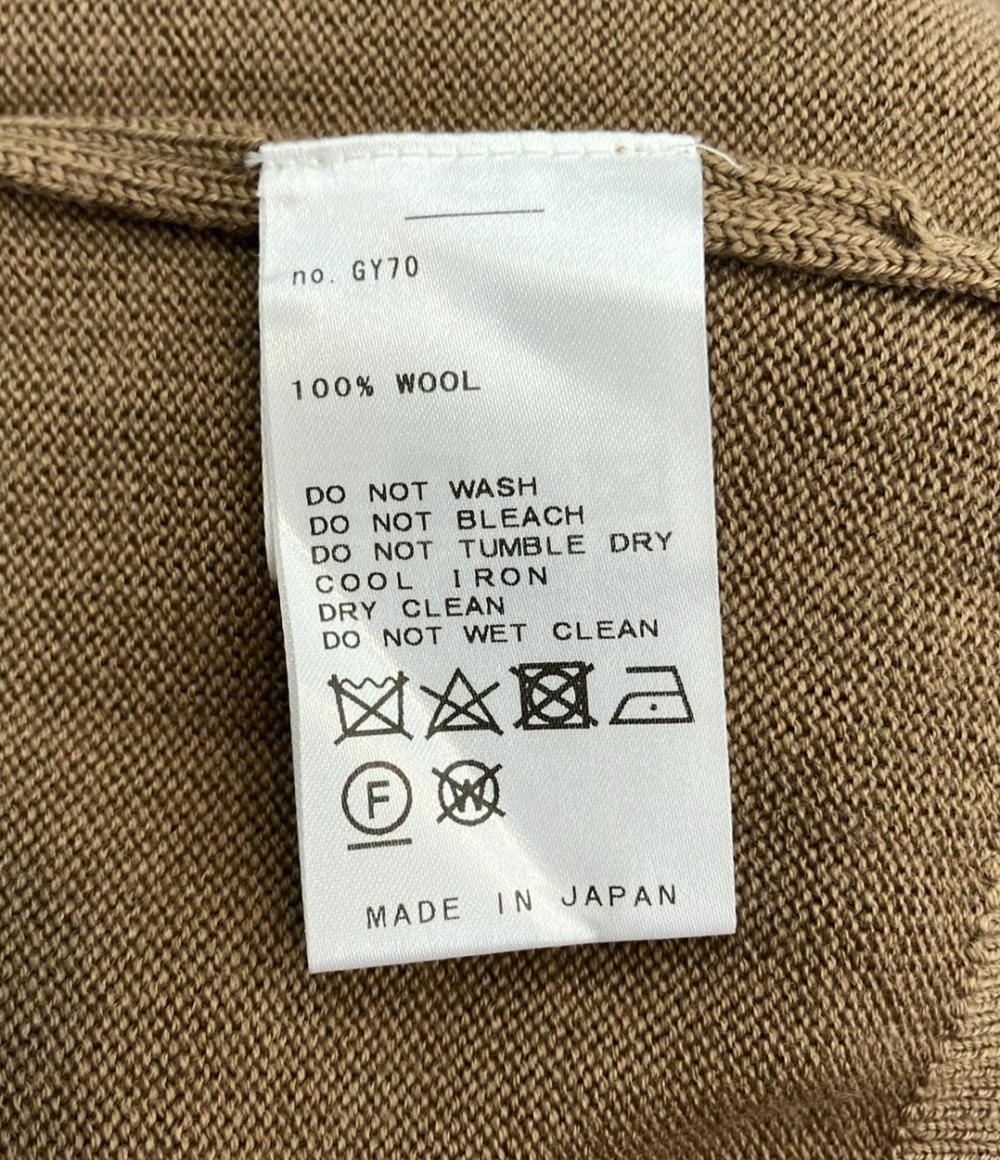 no. GY70
100% WOOL
DO NOT WASH
DO NOT BLEACH
DO NOT TUMBLE DRY
COOL IRON
DRY CLEAN
DO NOT WET CLEAN
F W
MADE IN JAPAN